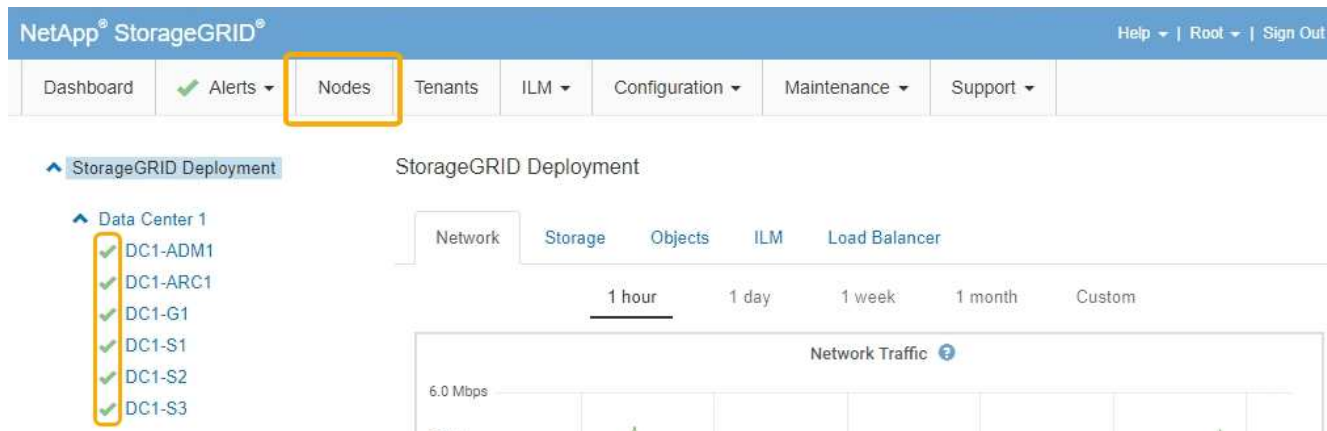 NetApp® StorageGRID®
Help | Root | Sign Out
Dashboard Alerts Nodes Tenants ILM Configuration Maintenance Support
StorageGRID Deployment
StorageGRID Deployment
Data Center 1
DC1-ADM1
DC1-ARC1
DC1-G1
DC1-S1
DC1-S2
DC1-S3
Network Storage Objects ILM Load Balancer
1 hour 1 day 1 week 1 month Custom
Network Traffic
6.0 Mbps